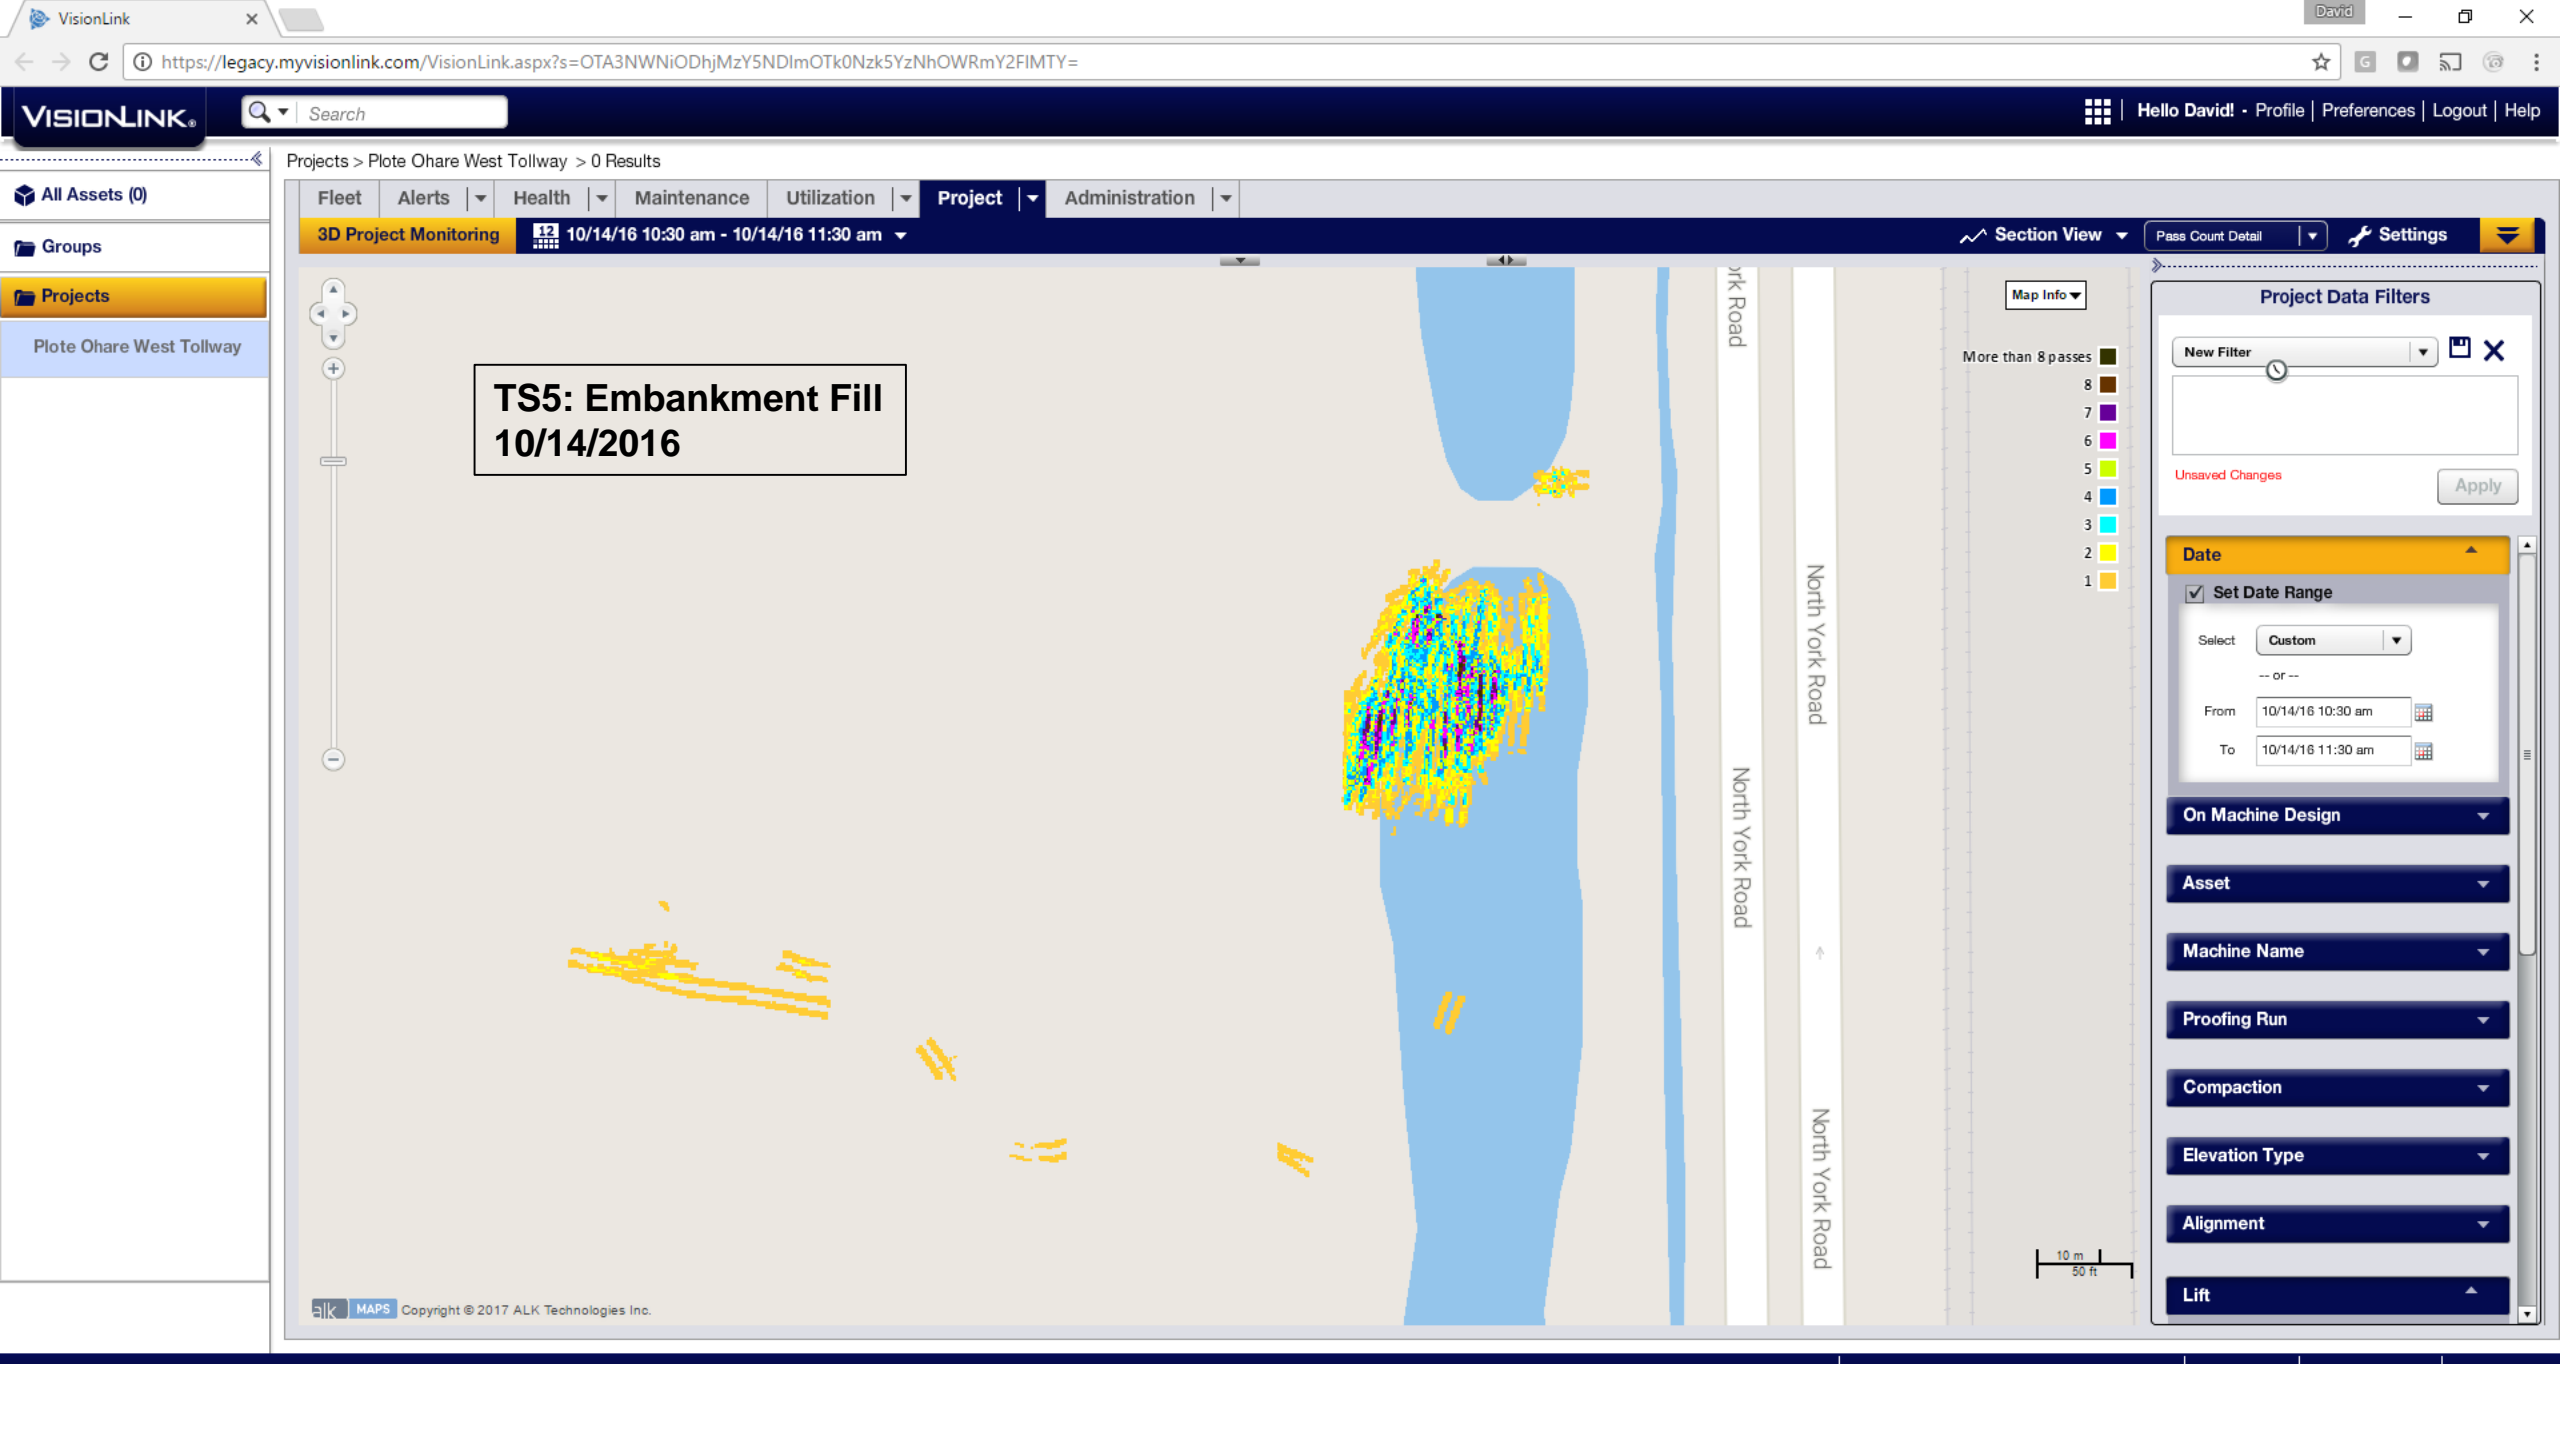 VisionLink
David
https://legacy.myvisionlink.com/VisionLink.aspx?s=OTA3NWNiODhjMzY5NDlmOTk0Nzk5YzNhOWRmY2FlMTY=
VISIONLINK®
Search
Hello David! - Profile | Preferences | Logout | Help
Projects > Plote Ohare West Tollway > 0 Results
All Assets (0)
Groups
Projects
Plote Ohare West Tollway
Fleet
Alerts
Health
Maintenance
Utilization
Project
Administration
3D Project Monitoring
12
10/14/16 10:30 am - 10/14/16 11:30 am
Section View
Pass Count Detail
Settings
TS5: Embankment Fill
10/14/2016
rk Road
North York Road
North York Road
North York Road
Map Info
More than 8 passes
8
7
6
5
4
3
2
1
10 m
50 ft
alk MAPS Copyright © 2017 ALK Technologies Inc.
Project Data Filters
New Filter
Unsaved Changes
Apply
Date
Set Date Range
Select Custom
-- or --
From 10/14/16 10:30 am
To 10/14/16 11:30 am
On Machine Design
Asset
Machine Name
Proofing Run
Compaction
Elevation Type
Alignment
Lift